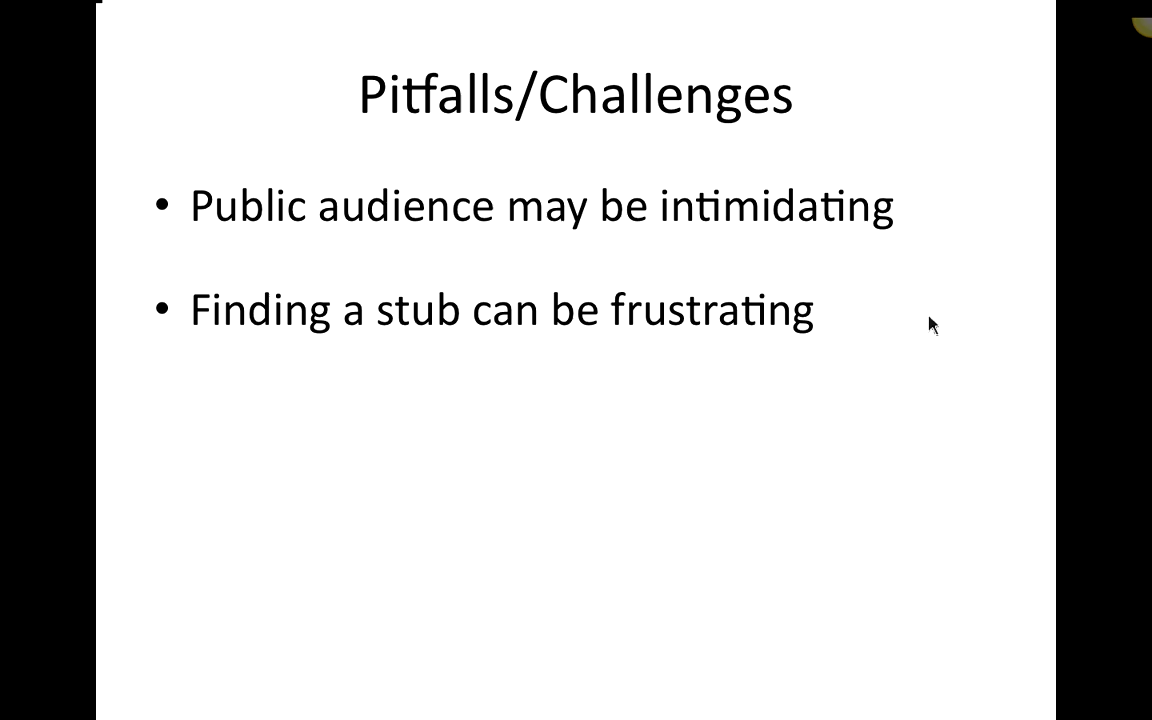 Pitfalls/Challenges
• Public audience may be intimidating
• Finding a stub can be frustrating